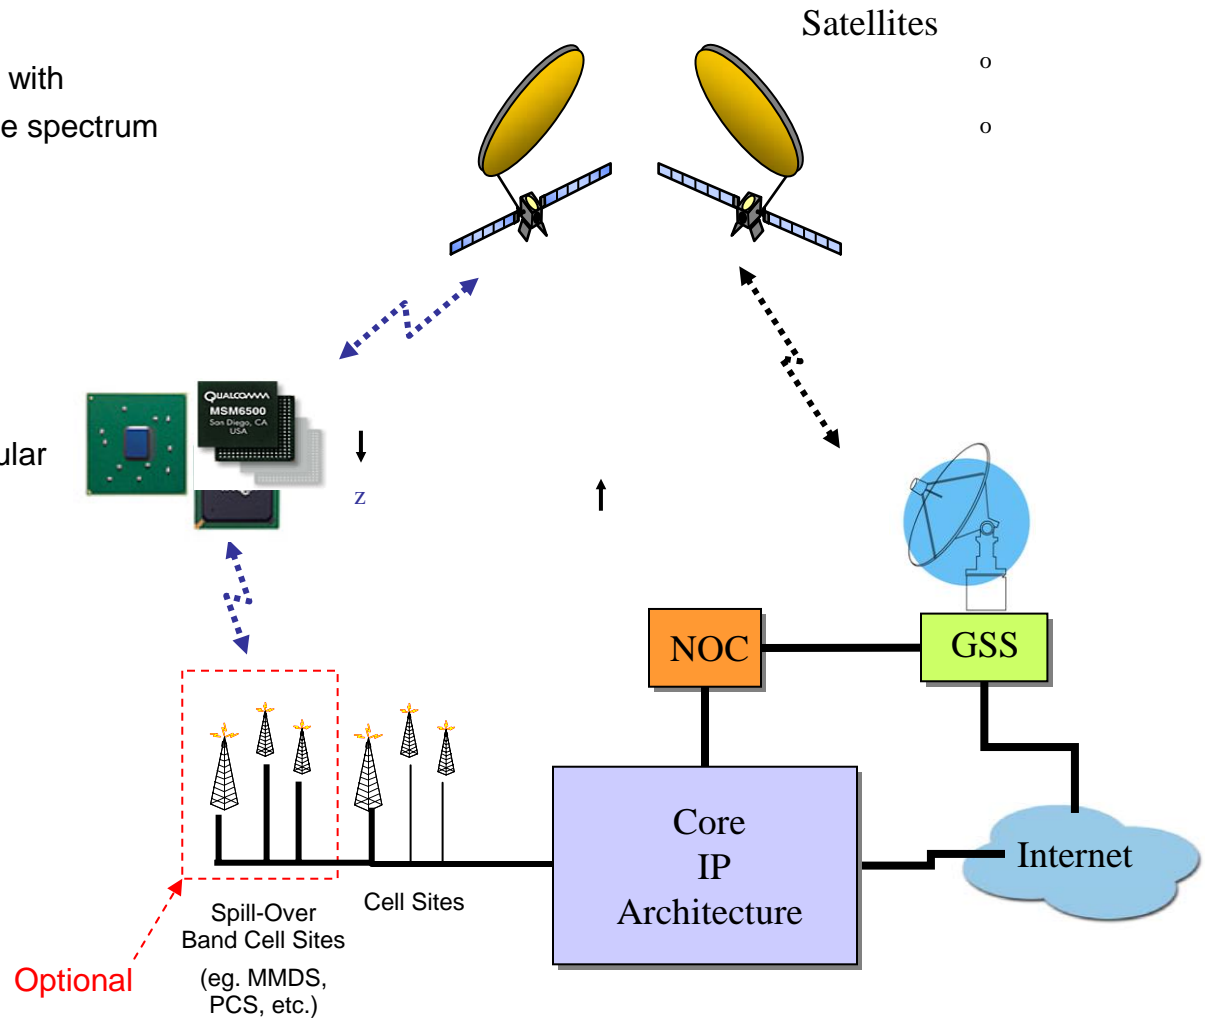 Satellites
o
with
e spectrum
o
QUALCOMM
MSM6500
San Diego, CA
USA
ular
z
NOC
GSS
Core
IP
Architecture
Internet
Cell Sites
Spill-Over
Band Cell Sites
(eg. MMDS,
PCS, etc.)
Optional